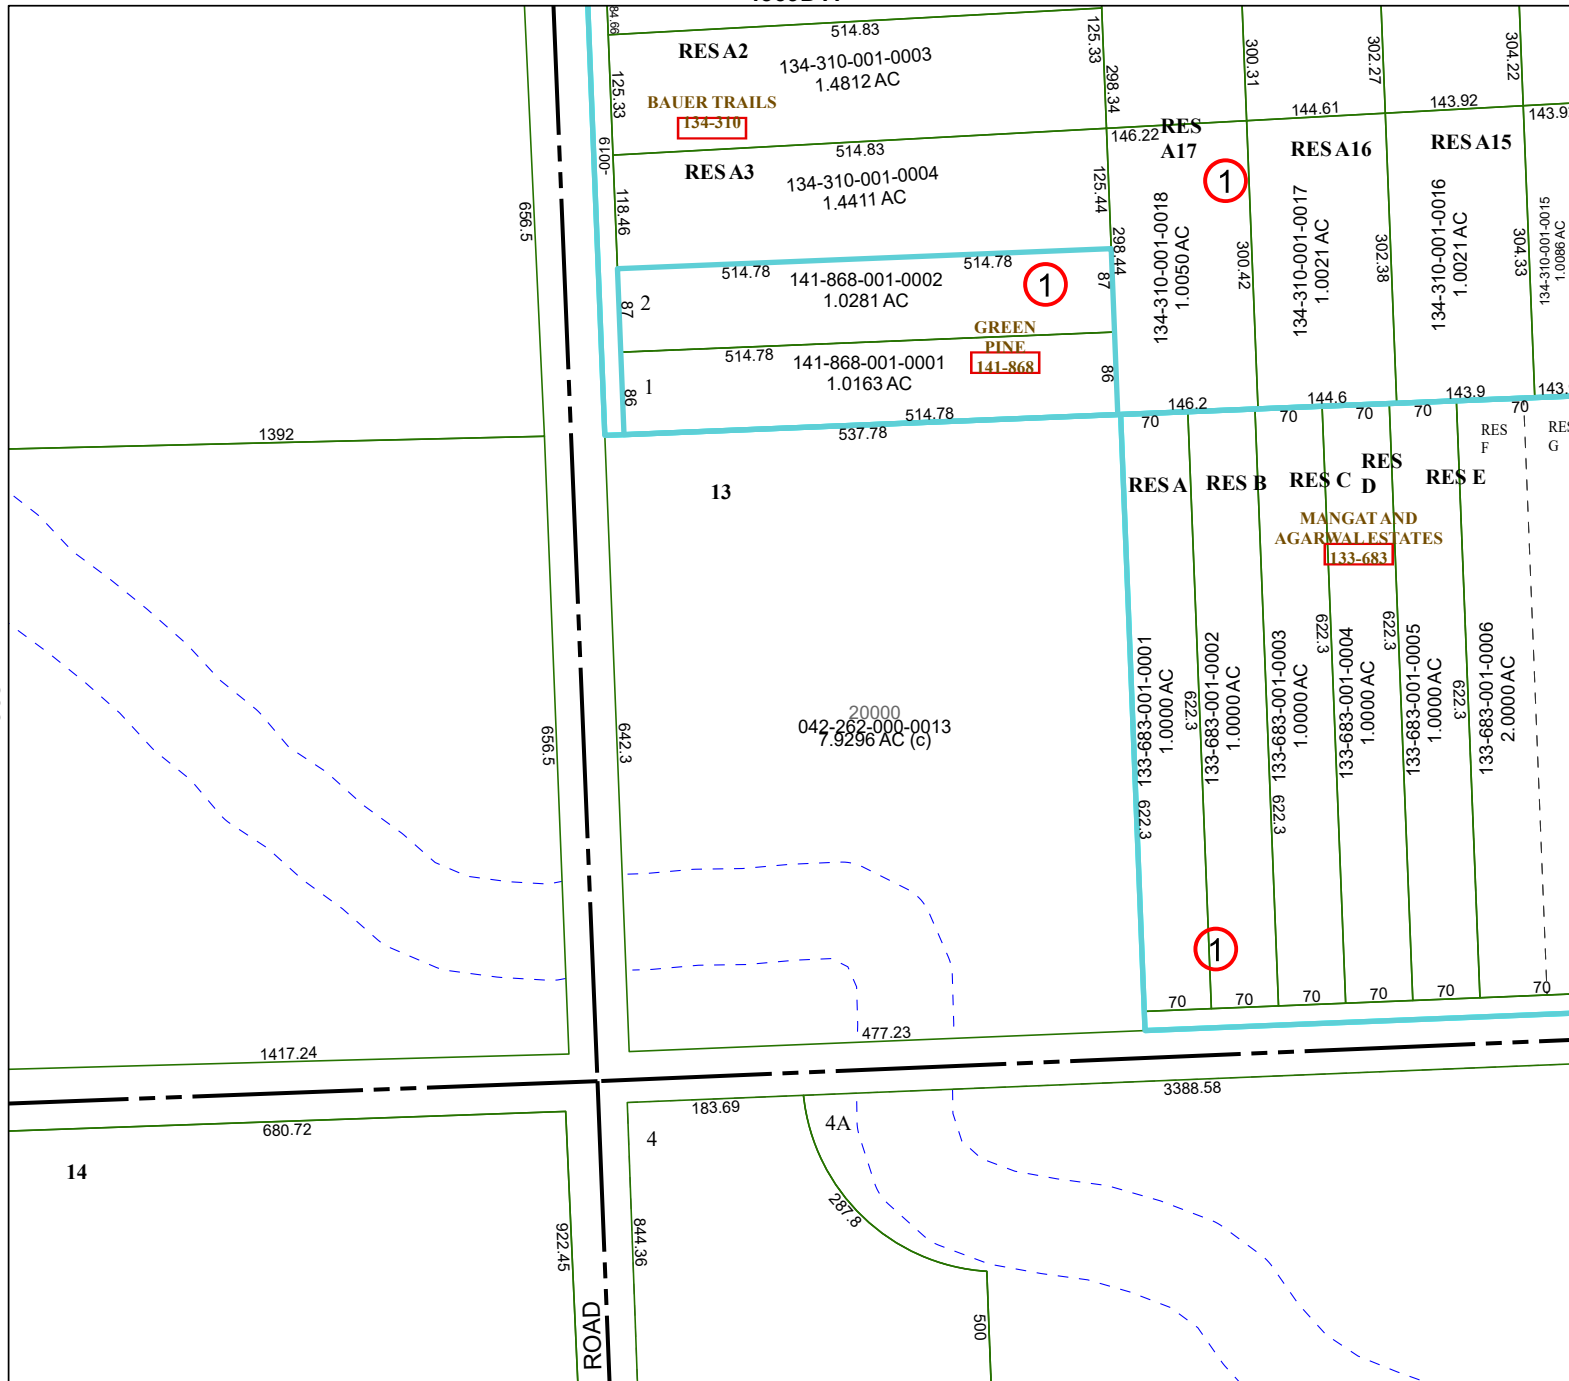 84.66
514.83
125.33
300.31
302.27
304.22
RES A2
134-310-001-0003
1.4812 AC
125.33
298.34
BAUER TRAILS
134-310
144.61
143.92
146.22
RES
A17
RES A16
RES A15
514.83
-0019
RES A3
134-310-001-0004
1.4411 AC
118.46
125.44
1
134-310-001-0018
1.0050 AC
134-310-001-0017
1.0021 AC
134-310-001-0016
1.0021 AC
134-310-001-0015
1.0086 AC
656.5
298.44
300.42
302.38
304.33
514.78
514.78
2
87
141-868-001-0002
1.0281 AC
1
87
GREEN
PINE
141-868
514.78
141-868-001-0001
1.0163 AC
1
86
86
514.78
146.2
144.6
143.9
1392
537.78
70
70
70
70
70
RES
F
RES
G
13
RES A
RES B
RES C
RES
D
RES E
MANGAT AND
AGARWAL ESTATES
133-683
133-683-001-0001
1.0000 AC
622.3
133-683-001-0002
1.0000 AC
133-683-001-0003
1.0000 AC
622.3
133-683-001-0004
1.0000 AC
622.3
133-683-001-0005
1.0000 AC
622.3
133-683-001-0006
2.0000 AC
656.5
642.3
20000
042-262-000-0013
7.9296 AC (c)
622.3
622.3
1
70
70
70
70
70
70
477.23
1417.24
3388.58
183.69
680.72
4
4A
14
287.8
922.45
844.36
500
ROAD